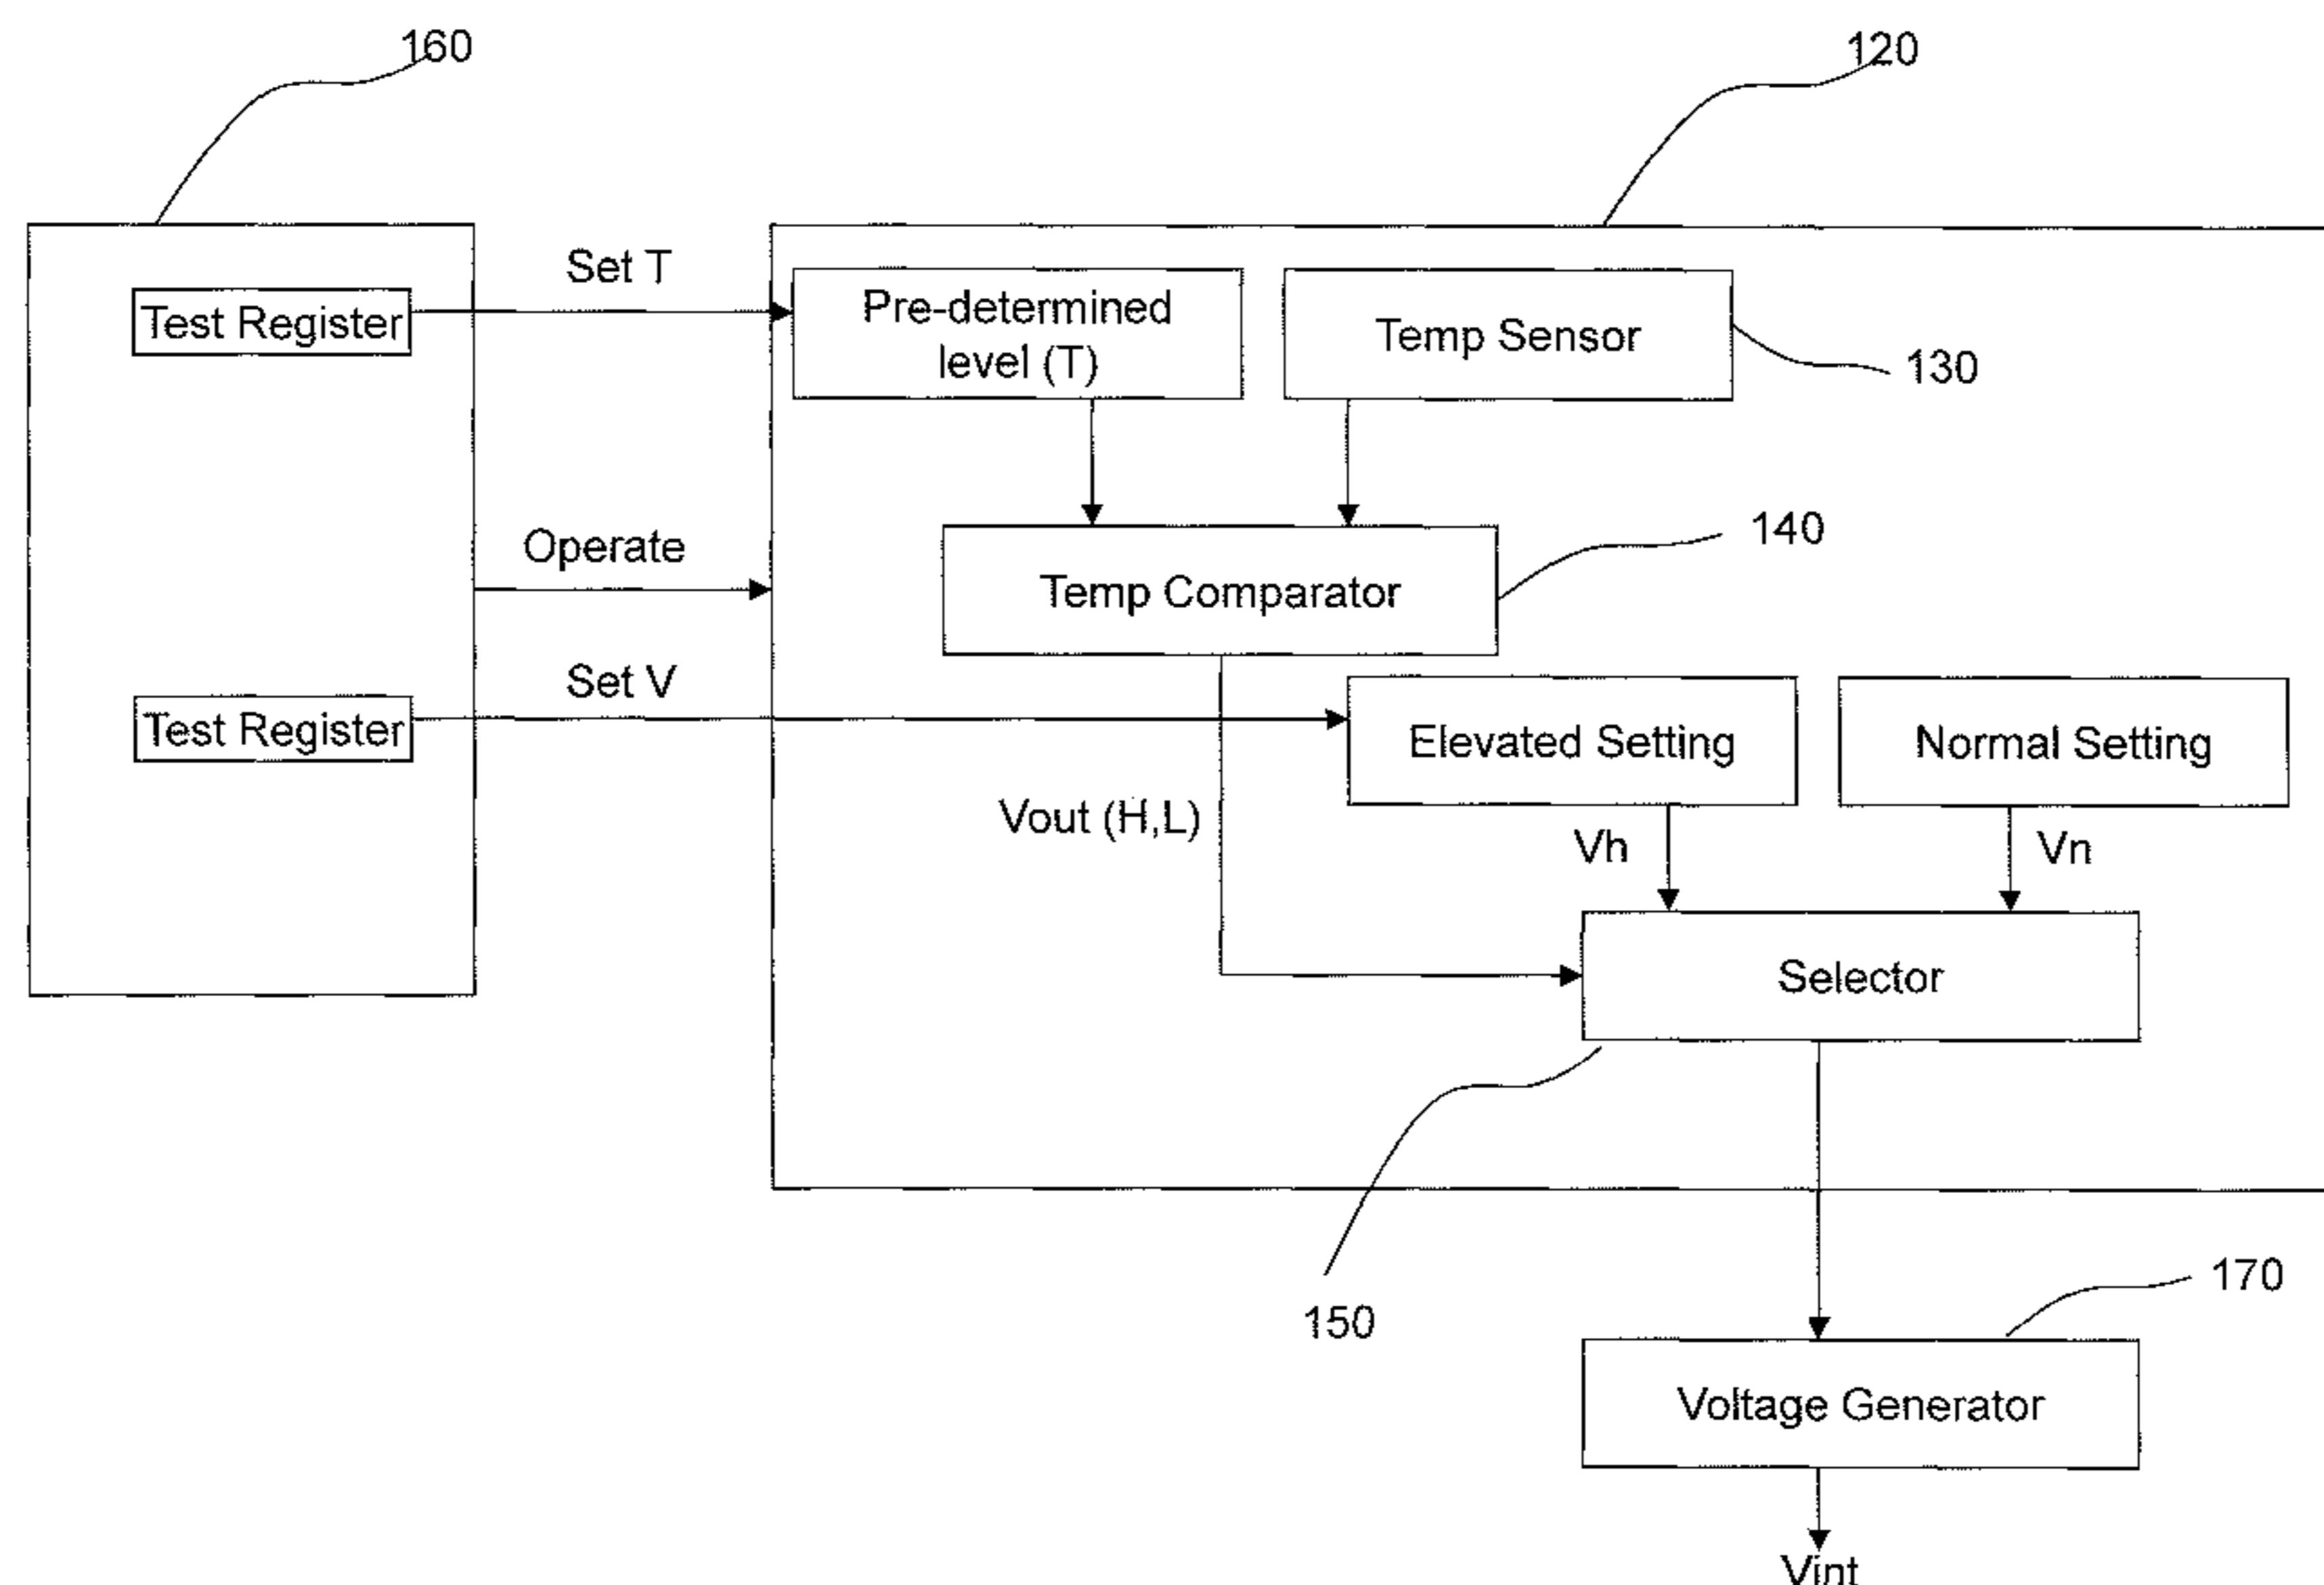 160
120
Set T
Test Register
Pre-determined
level (T)
Temp Sensor
130
Operate
140
Temp Comparator
Set V
Test Register
Elevated Setting
Normal Setting
Vout (H,L)
Vh
Vn
Selector
150
170
Voltage Generator
Vint